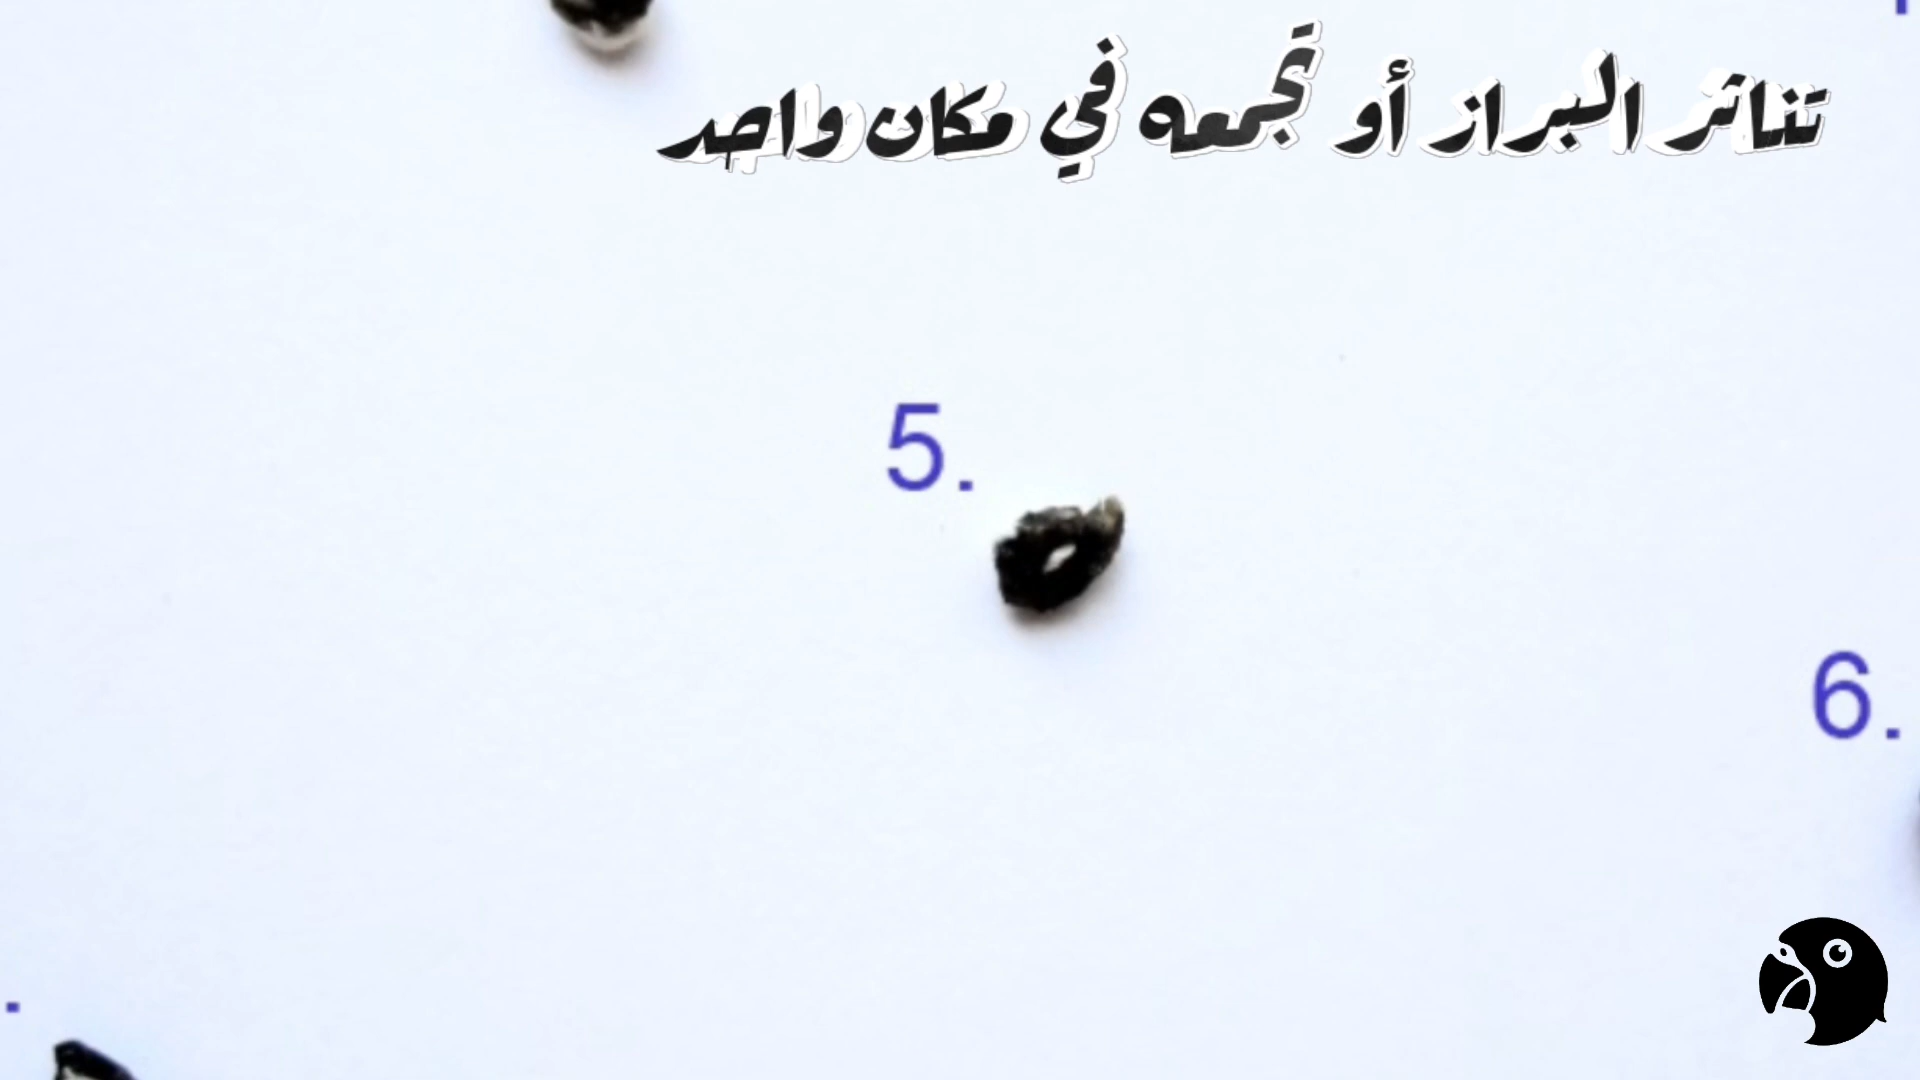 تناثر البراز أو تجمعه في مكان واحد
5.
6.